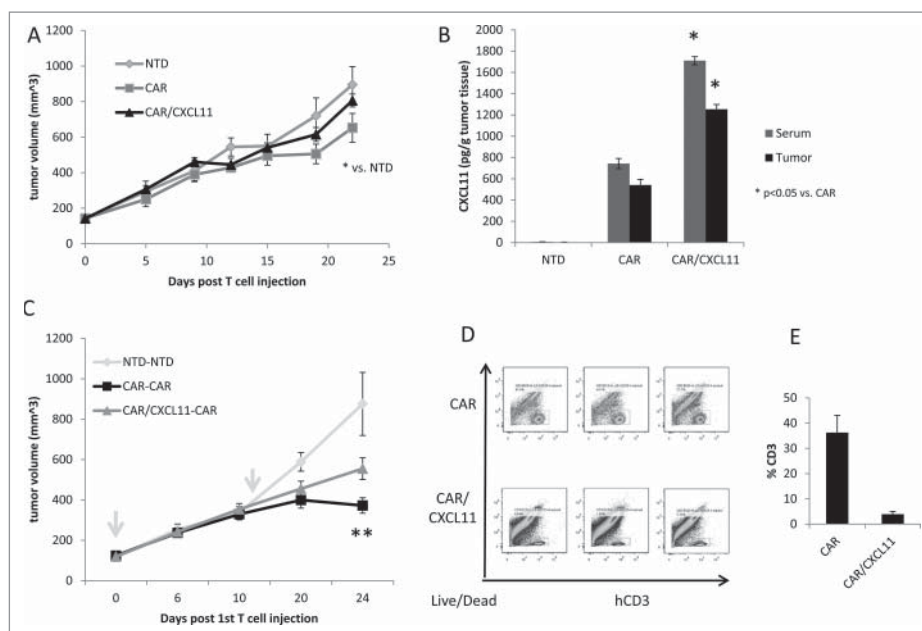 A
tumor volume (mm^3)
1200
1000
800
600
400
200
0
NTD
CAR
CAR/CXCL11
* vs. NTD
0 5 10 15 20 25
Days post T cell injection
B
CXCL11 (pg/g tumor tissue)
2000
1800
1600
1400
1200
1000
800
600
400
200
0
*
*
Serum
Tumor
* p<0.05 vs. CAR
NTD CAR CAR/CXCL11
C
tumor volume (mm^3)
1200
1000
800
600
400
200
0
NTD-NTD
CAR-CAR
CAR/CXCL11-CAR
**
0 6 10 20 24
Days post 1st T cell injection
D
CAR
CAR/
CXCL11
Live/Dead hCD3
E
% CD3
50
40
30
20
10
0
CAR
CAR/CXCL11